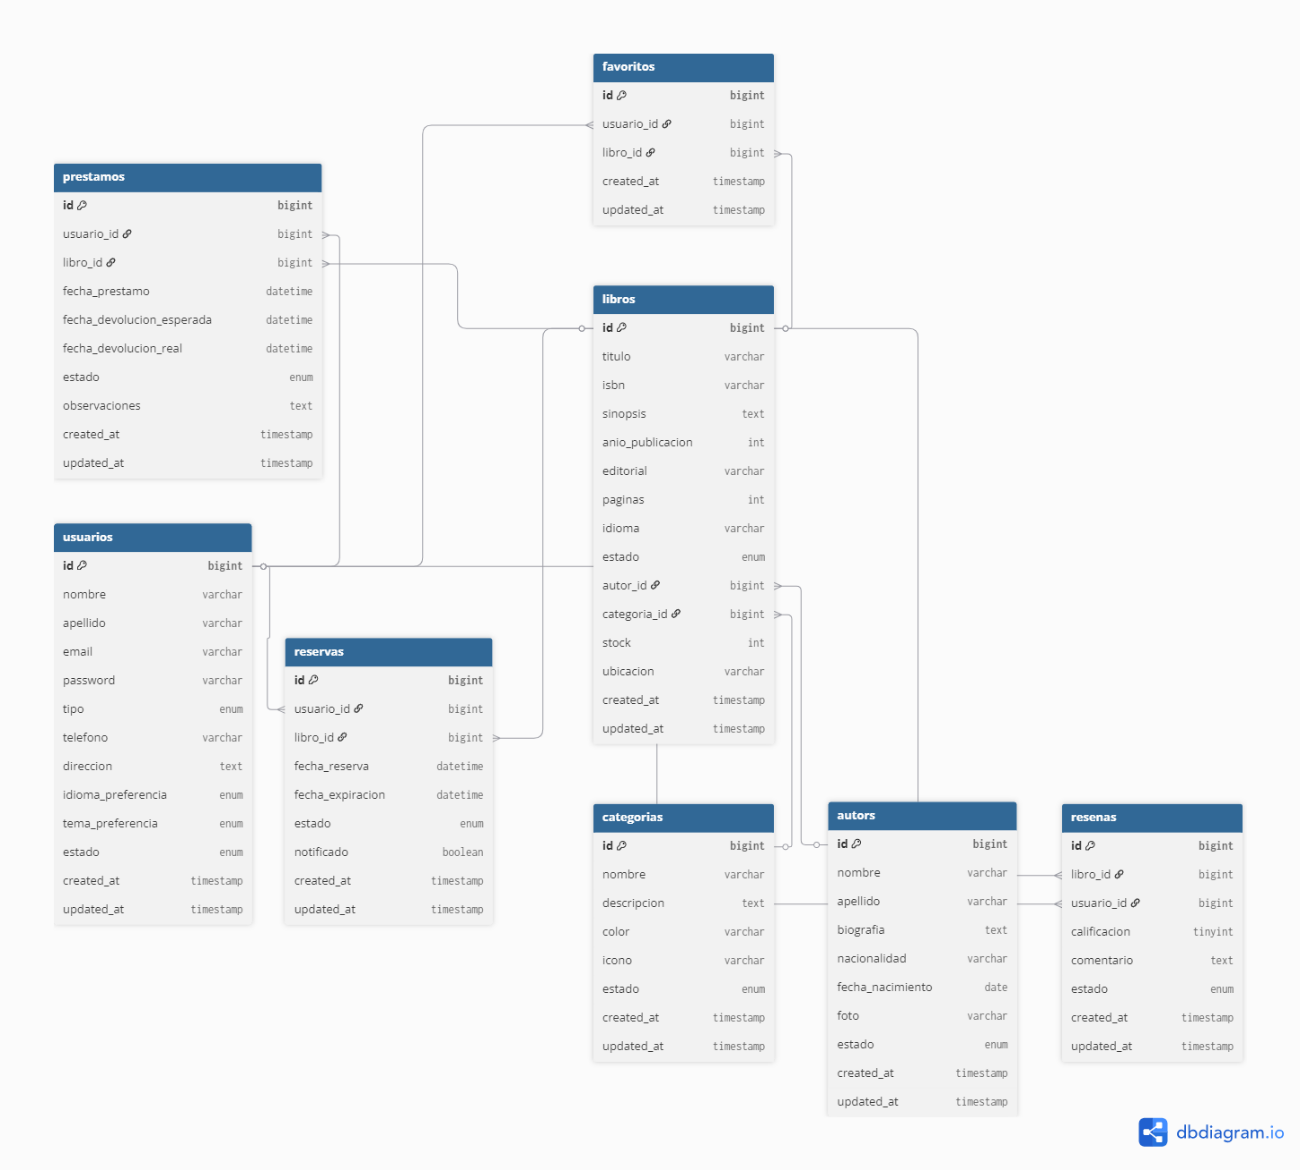 favoritos
id bigint
usuario_id bigint
libro_id bigint
created_at timestamp
updated_at timestamp
prestamos
id bigint
usuario_id bigint
libro_id bigint
fecha_prestamo datetime
fecha_devolucion_esperada datetime
fecha_devolucion_real datetime
estado enum
observaciones text
created_at timestamp
updated_at timestamp
libros
id bigint
titulo varchar
isbn varchar
sinopsis text
anio_publicacion int
editorial varchar
paginas int
idioma varchar
estado enum
autor_id bigint
categoria_id bigint
stock int
ubicacion varchar
created_at timestamp
updated_at timestamp
usuarios
id bigint
nombre varchar
apellido varchar
email varchar
password varchar
tipo enum
telefono varchar
direccion text
idioma_preferencia enum
tema_preferencia enum
estado enum
created_at timestamp
updated_at timestamp
reservas
id bigint
usuario_id bigint
libro_id bigint
fecha_reserva datetime
fecha_expiracion datetime
estado enum
notificado boolean
created_at timestamp
updated_at timestamp
categorias
id bigint
nombre varchar
descripcion text
color varchar
icono varchar
estado enum
created_at timestamp
updated_at timestamp
autors
id bigint
nombre varchar
apellido varchar
biografia text
nacionalidad varchar
fecha_nacimiento date
foto varchar
estado enum
created_at timestamp
updated_at timestamp
resenas
id bigint
libro_id bigint
usuario_id bigint
calificacion tinyint
comentario text
estado enum
created_at timestamp
updated_at timestamp
dbdiagram.io